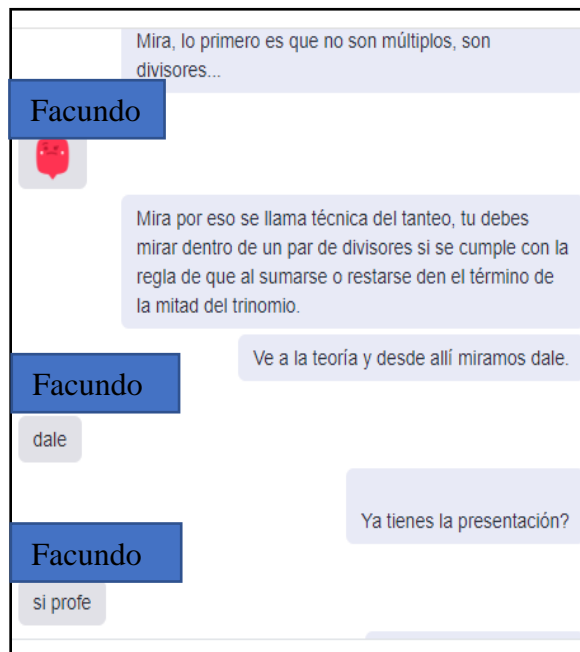 Mira, lo primero es que no son múltiplos, son
divisores...
Facundo
Mira por eso se llama técnica del tanteo, tu debes
mirar dentro de un par de divisores si se cumple con la
regla de que al sumarse o restarse den el término de
la mitad del trinomio.
Ve a la teoría y desde allí miramos dale.
Facundo
dale
Ya tienes la presentación?
Facundo
si profe